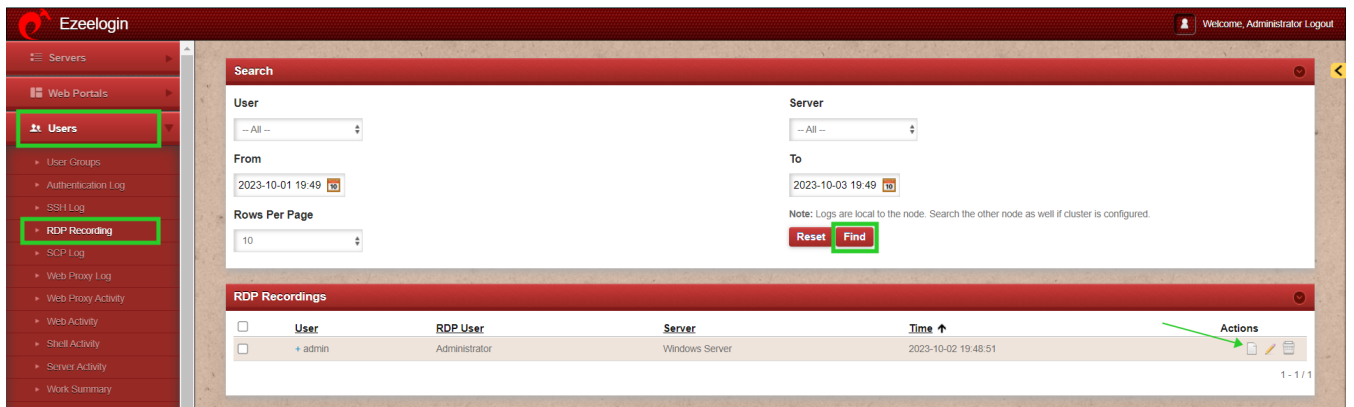 Ezeelogin
Welcome, Administrator Logout
Servers
Web Portals
Users
User Groups
Authentication Log
SSH Log
RDP Recording
SCP Log
Web Proxy Log
Web Proxy Activity
Web Activity
Shell Activity
Server Activity
Work Summary
Search
User
Server
-- All --
-- All --
From
To
2023-10-01 19:49
10
2023-10-03 19:49
10
Rows Per Page
Note: Logs are local to the node. Search the other node as well if cluster is configured.
10
Reset Find
RDP Recordings
User RDP User Server Time ↑ Actions
+ admin Administrator Windows Server 2023-10-02 19:48:51
1 - 1 / 1